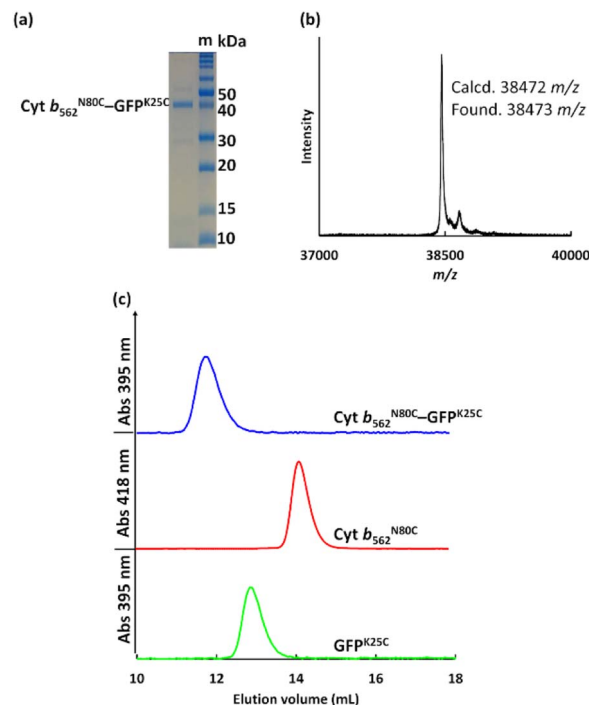 (a)
m kDa
Cyt b562N80C–GFPK25C
50
40
30
20
15
10
(b)
Calcd. 38472 m/z
Found. 38473 m/z
Intensity
37000 38500 40000
m/z
(c)
Abs 395 nm
Cyt b562N80C–GFPK25C
Abs 418 nm
Cyt b562N80C
Abs 395 nm
GFPK25C
10 12 14 16 18
Elution volume (mL)